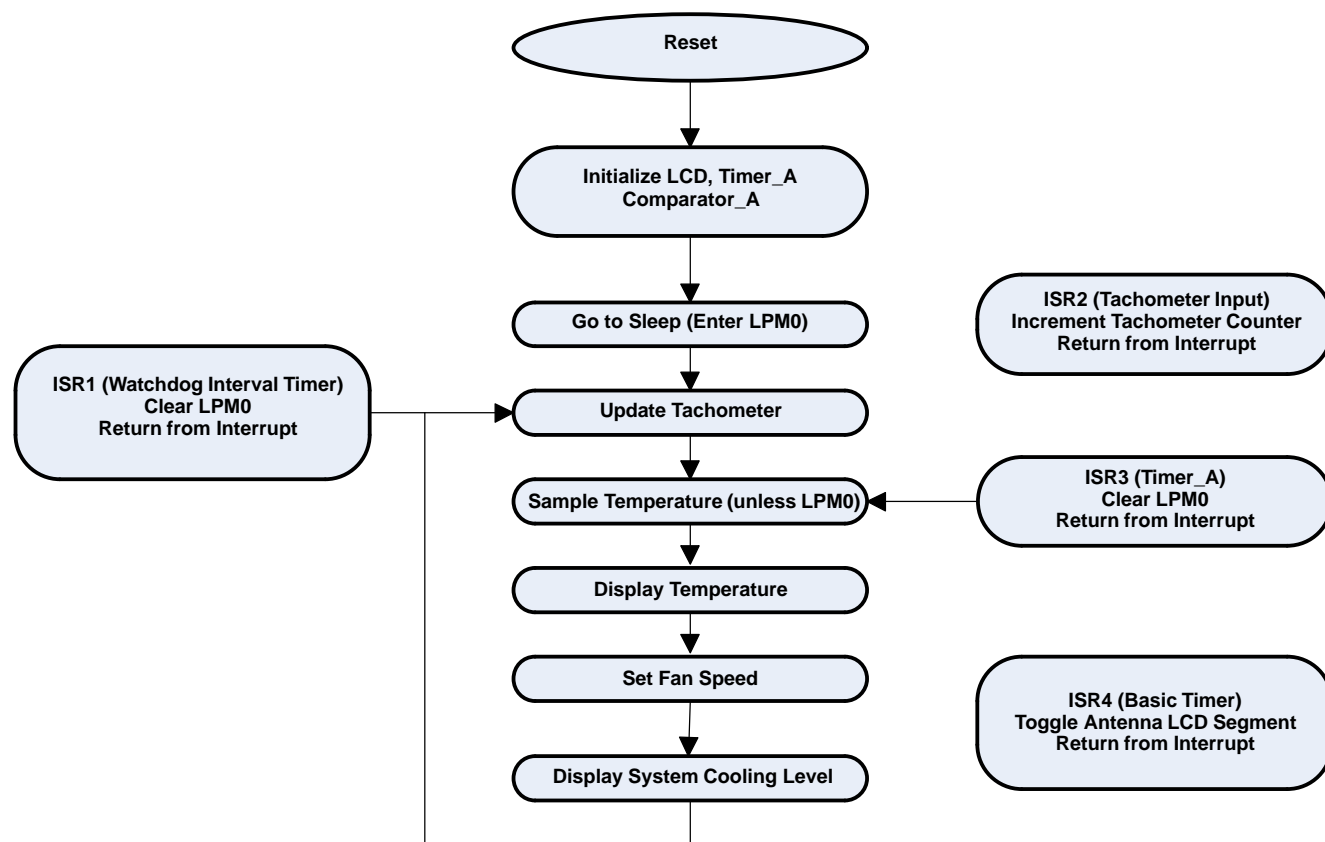 Reset
Initialize LCD, Timer_A
Comparator_A
Go to Sleep (Enter LPM0)
ISR2 (Tachometer Input)
Increment Tachometer Counter
Return from Interrupt
ISR1 (Watchdog Interval Timer)
Clear LPM0
Return from Interrupt
Update Tachometer
Sample Temperature (unless LPM0)
ISR3 (Timer_A)
Clear LPM0
Return from Interrupt
Display Temperature
Set Fan Speed
ISR4 (Basic Timer)
Toggle Antenna LCD Segment
Return from Interrupt
Display System Cooling Level